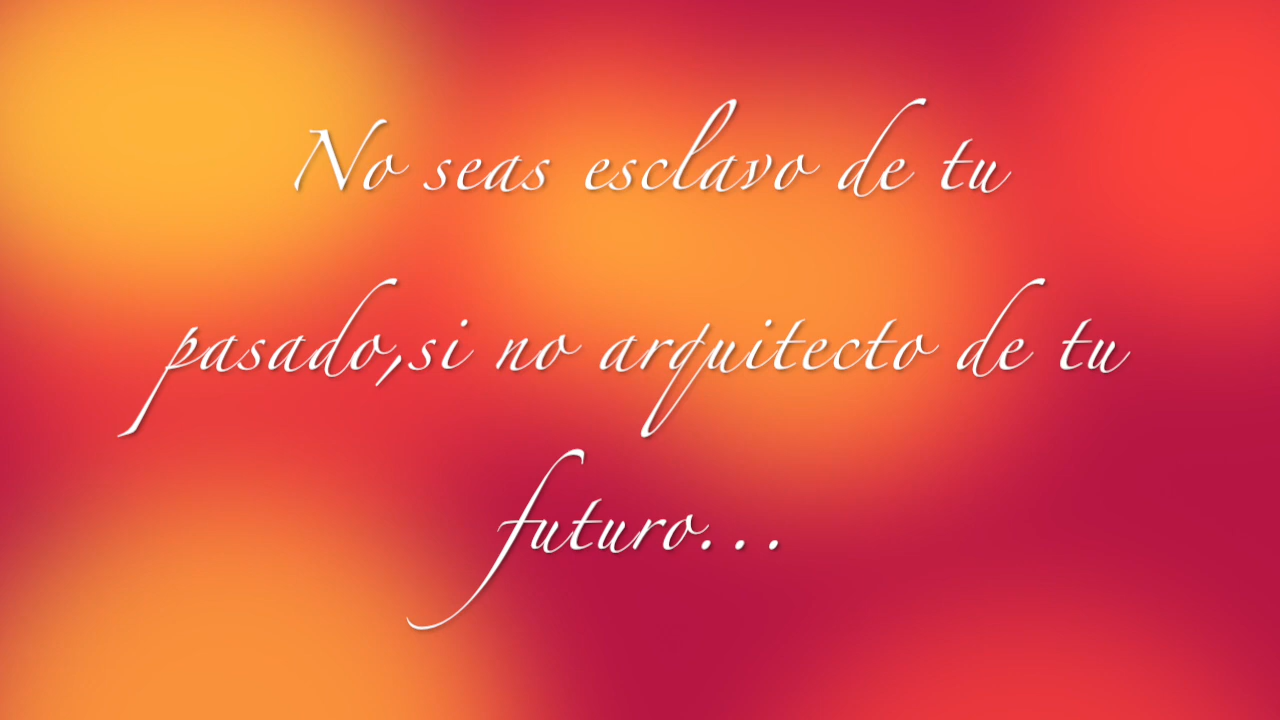 No seas esclavo de tu
pasado,si no arquitecto de tu
futuro...